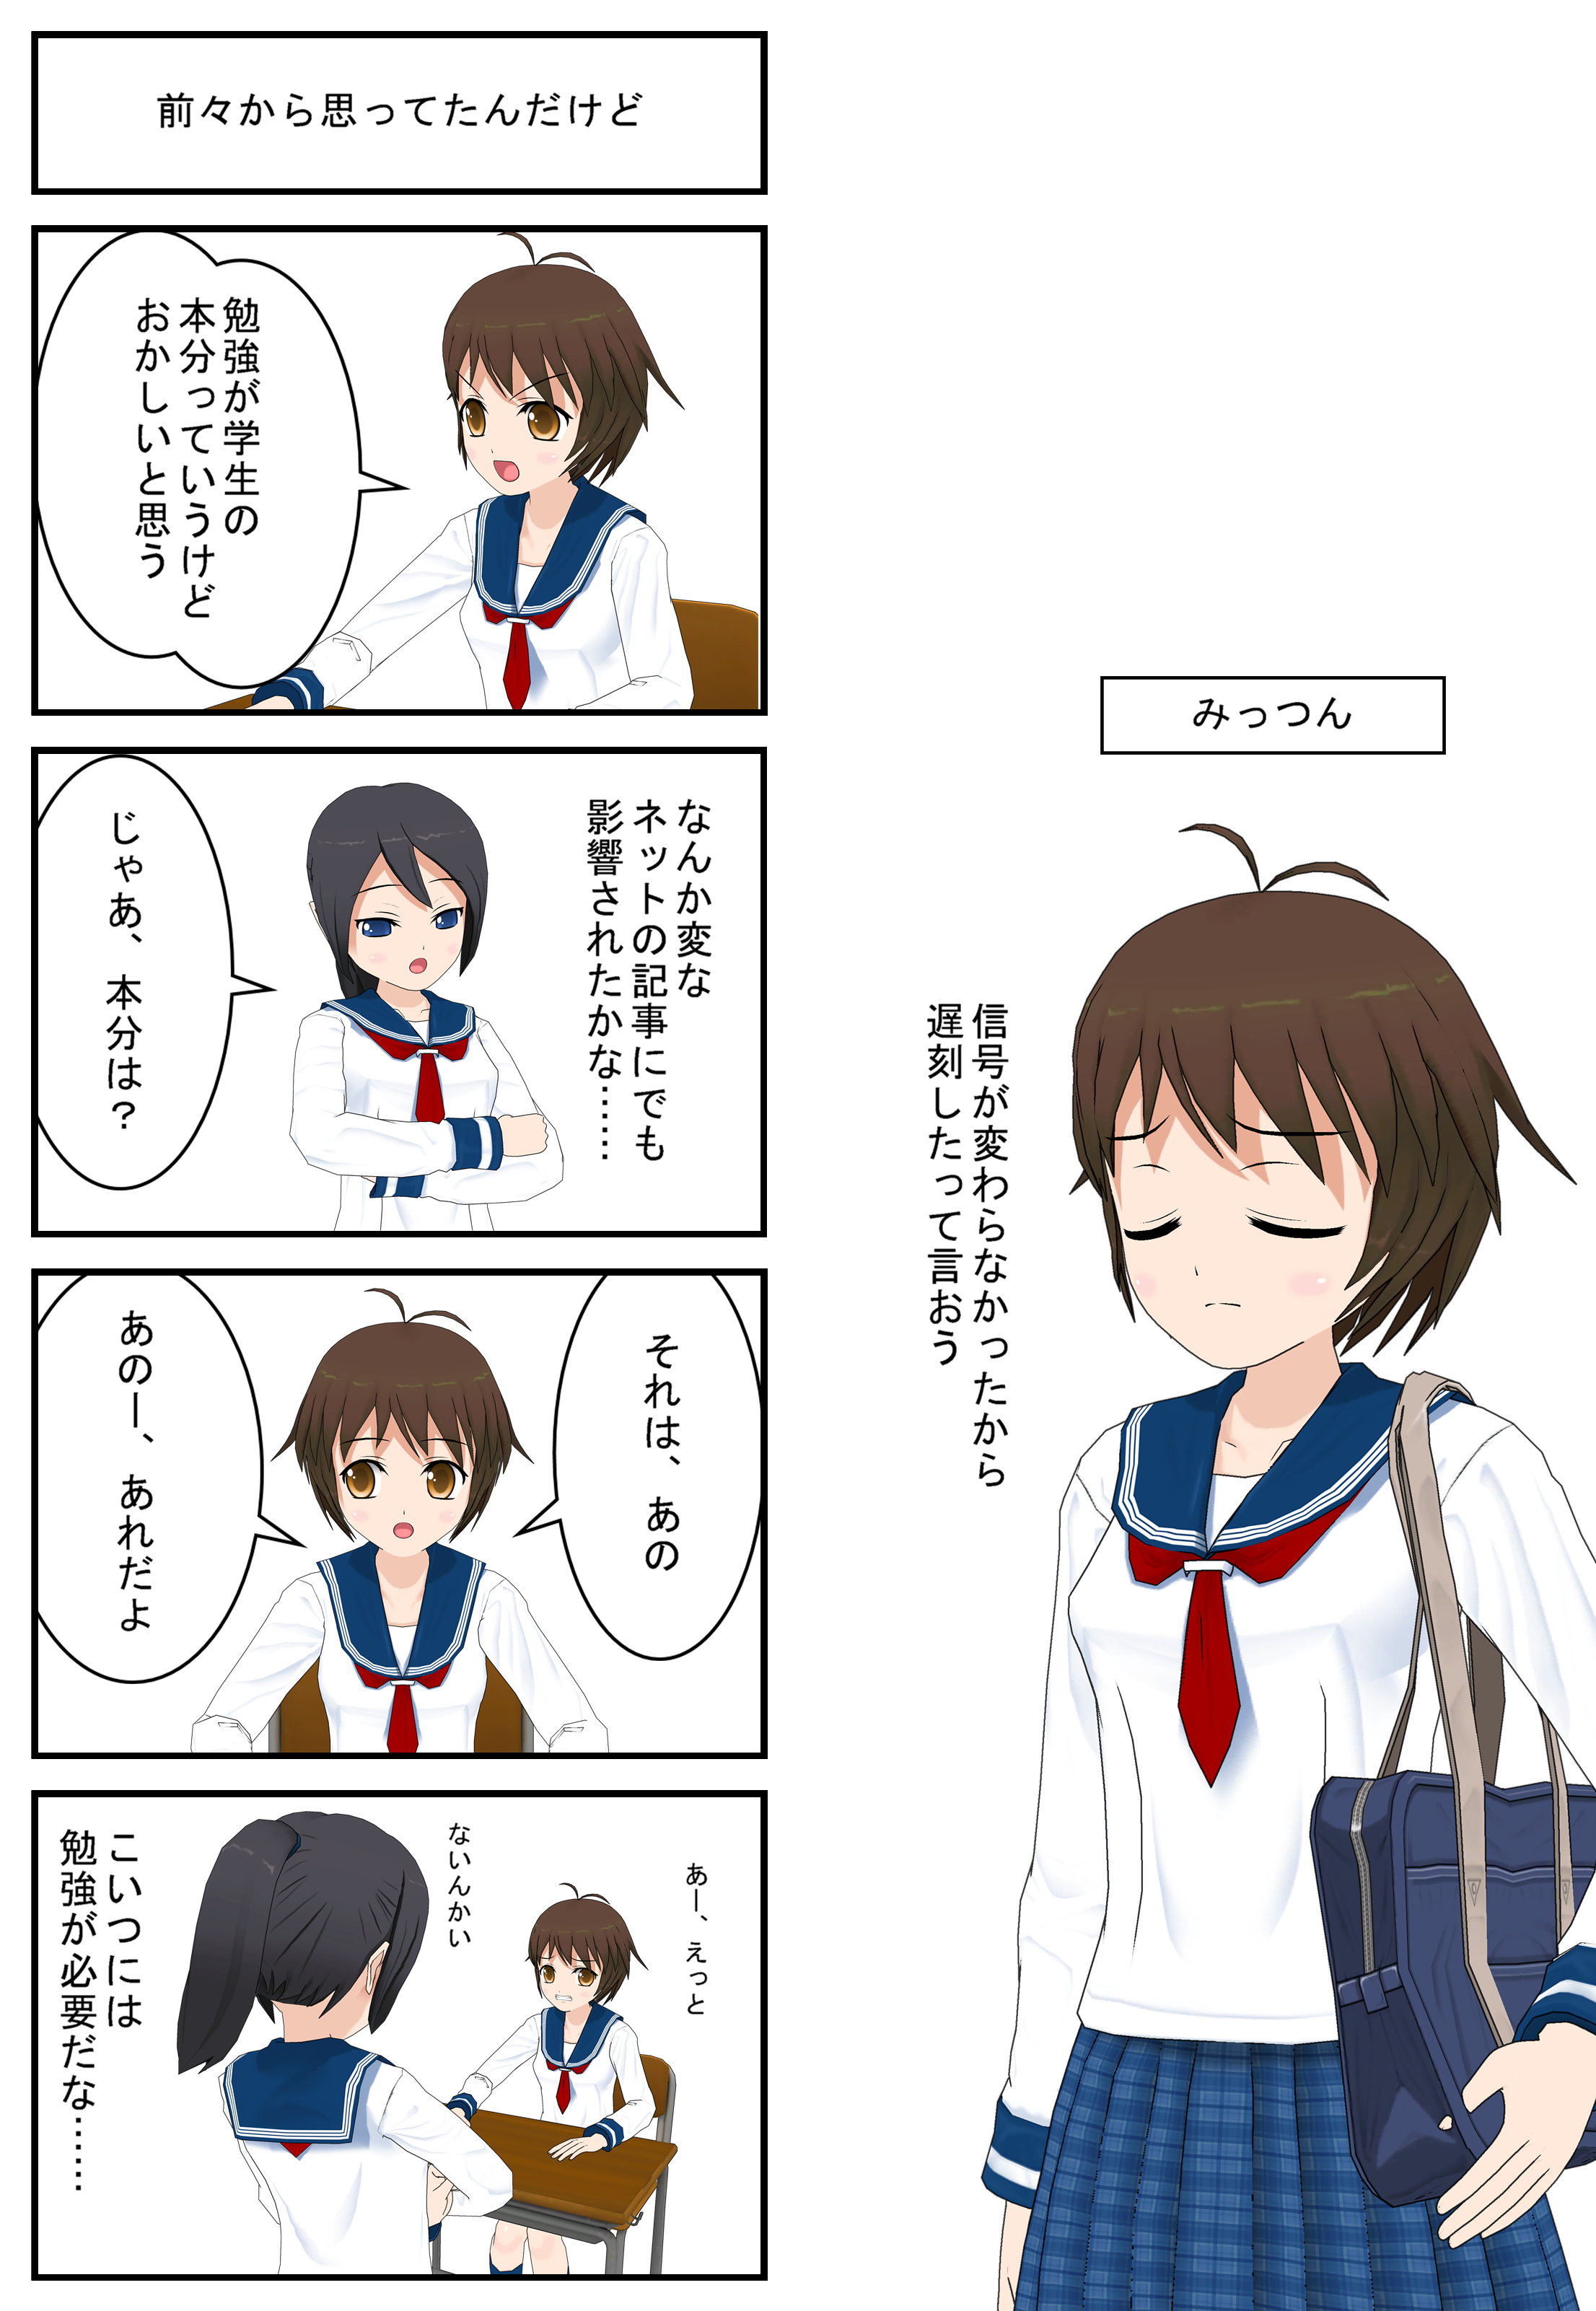 みっつん
信号が変わらなかったから
遅刻したって言おう
前々から思ってたんだけど
勉強が学生の
本分っていうけど
おかしいと思う
なんか変な
ネットの記事にでも
影響されたかな……
じゃあ、本分は？
それは、あの
あのー、あれだよ
あー、えっと
ないんかい
こいつには
勉強が必要だな……